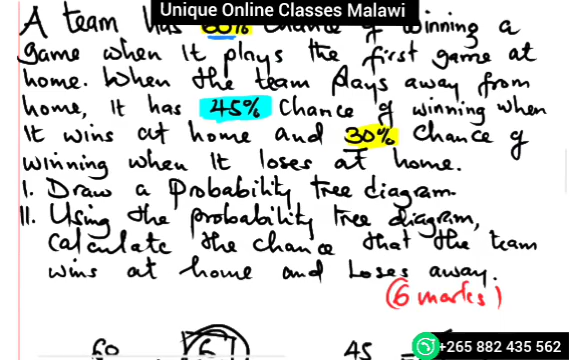 Unique Online Classes Malawi
A team has 60% chance of winning a
game when it plays the first game at
home. When the team plays away from
home, it has 45% chance of winning when
it wins at home and 30% chance of
winning when it loses at home.
I. Draw a probability tree diagram.
II. Using the probability tree diagram,
calculate the chance that the team
wins at home and loses away.
(6 marks)
60 45
+265 882 435 562